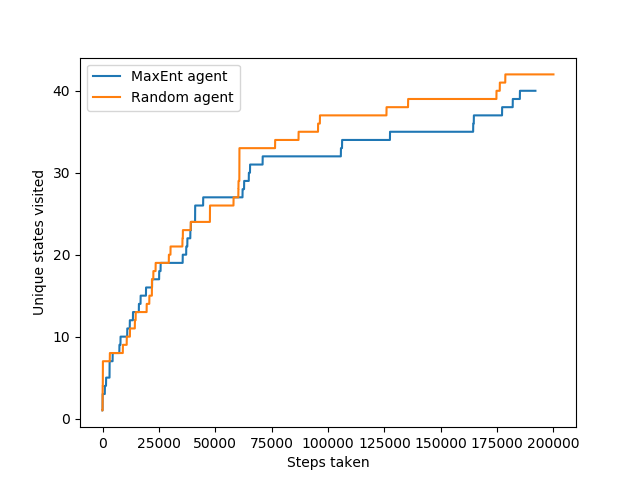 MaxEnt agent
Random agent
40
30
20
10
0
Unique states visited
0 25000 50000 75000 100000 125000 150000 175000 200000
Steps taken